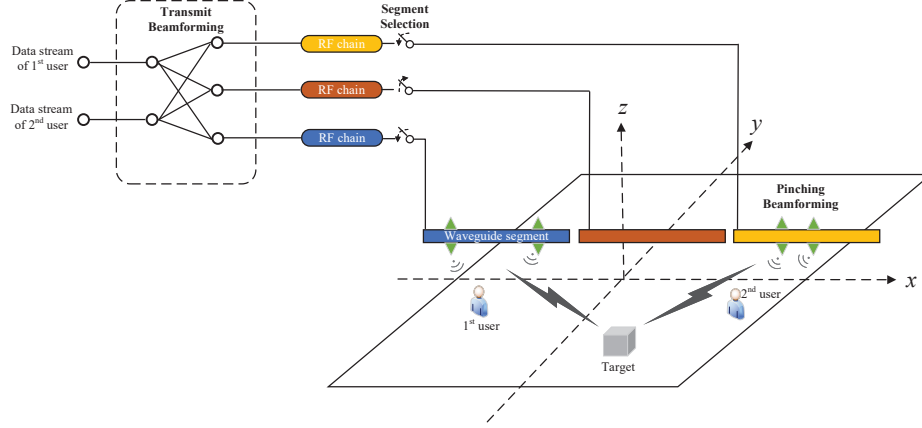 Transmit
Beamforming
Segment
Selection
Data stream
of 1st user
Data stream
of 2nd user
RF chain
RF chain
RF chain
z
y
x
Pinching
Beamforming
Waveguide segment
1st user
2nd user
Target